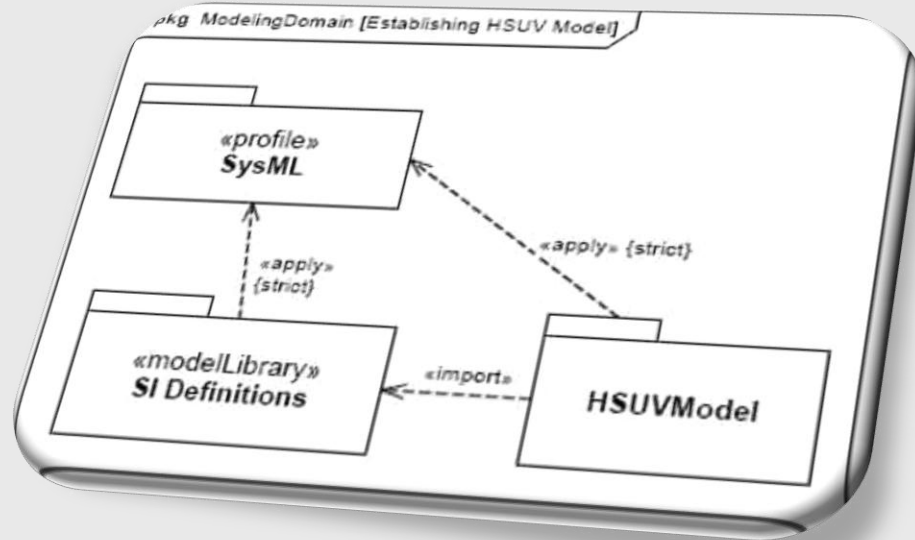 pkg ModelingDomain [Establishing HSUV Model]
«profile»
SysML
«apply» {strict}
«apply»
{strict}
«modelLibrary»
SI Definitions
«import»
HSUVModel